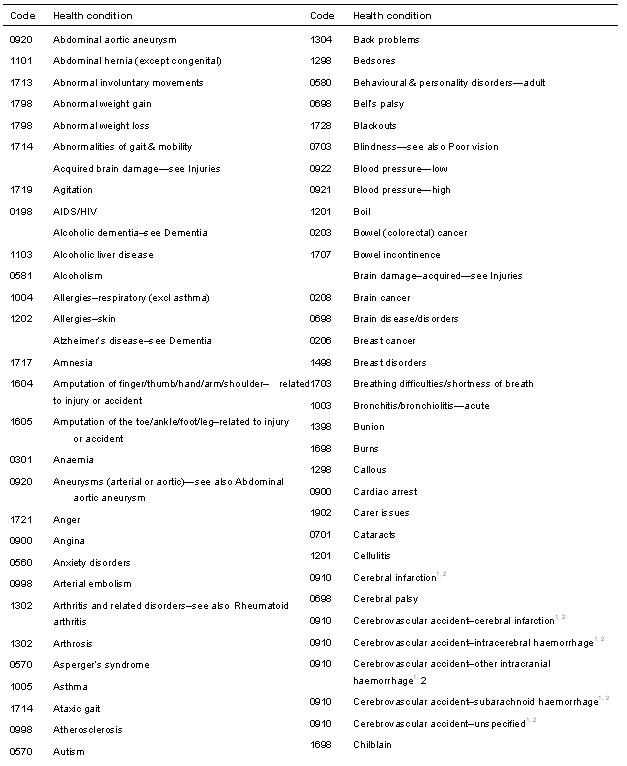 Code Health condition
0920 Abdominal aortic aneurysm
1101 Abdominal hernia (except congenital)
1713 Abnormal involuntary movements
1798 Abnormal weight gain
1798 Abnormal weight loss
1714 Abnormalities of gait & mobility
Acquired brain damage—see Injuries
1719 Agitation
0198 AIDS/HIV
Alcoholic dementia–see Dementia
1103 Alcoholic liver disease
0581 Alcoholism
1004 Allergies–respiratory (excl asthma)
1202 Allergies–skin
Alzheimer's disease–see Dementia
1717 Amnesia
1604 Amputation of finger/thumb/hand/arm/shoulder– related
to injury or accident
1605 Amputation of the toe/ankle/foot/leg–related to injury
or accident
0301 Anaemia
0920 Aneurysms (arterial or aortic)—see also Abdominal
aortic aneurysm
1721 Anger
0900 Angina
0560 Anxiety disorders
0998 Arterial embolism
1302 Arthritis and related disorders–see also Rheumatoid
arthritis
1302 Arthrosis
0570 Asperger's syndrome
1005 Asthma
1714 Ataxic gait
0998 Atherosclerosis
0570 Autism
Code Health condition
1304 Back problems
1298 Bedsores
0580 Behavioural & personality disorders—adult
0698 Bell's palsy
1728 Blackouts
0703 Blindness—see also Poor vision
0922 Blood pressure—low
0921 Blood pressure—high
1201 Boil
0203 Bowel (colorectal) cancer
1707 Bowel incontinence
Brain damage–acquired—see Injuries
0208 Brain cancer
0698 Brain disease/disorders
0206 Breast cancer
1498 Breast disorders
1703 Breathing difficulties/shortness of breath
1003 Bronchitis/bronchiolitis—acute
1398 Bunion
1698 Burns
1298 Callous
0900 Cardiac arrest
1902 Carer issues
0701 Cataracts
1201 Cellulitis
0910 Cerebral infarction1, 2
0698 Cerebral palsy
0910 Cerebrovascular accident–cerebral infarction1, 2
0910 Cerebrovascular accident–intracerebral haemorrhage1, 2
0910 Cerebrovascular accident–other intracranial
haemorrhage1, 2
0910 Cerebrovascular accident–subarachnoid haemorrhage1, 2
0910 Cerebrovascular accident–unspecified1, 2
1698 Chilblain